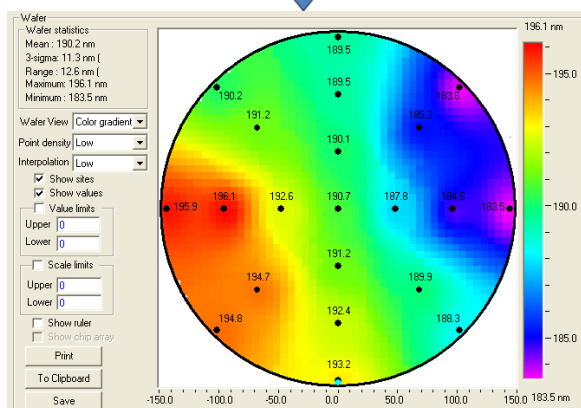 Wafer
Wafer statistics
Mean : 190.2 nm
3-sigma: 11.3 nm (
Range : 12.6 nm (
Maximum: 196.1 nm
Minimum : 183.5 nm
Wafer View Color gradient
Point density Low
Interpolation Low
Show sites
Show values
Value limits
Upper 0
Lower 0
Scale limits
Upper 0
Lower 0
Show ruler
Show chip array
Print
To Clipboard
Save
189.5
190.2
189.5
183.6
191.2
185.2
190.1
195.9
196.1
192.6
190.7
187.8
184.6
183.5
191.2
194.7
189.9
194.8
192.4
188.3
193.2
-150.0
-100.0
-50.0
0.0
50.0
100.0
150.0
196.1 nm
195.0
190.0
185.0
183.5 nm